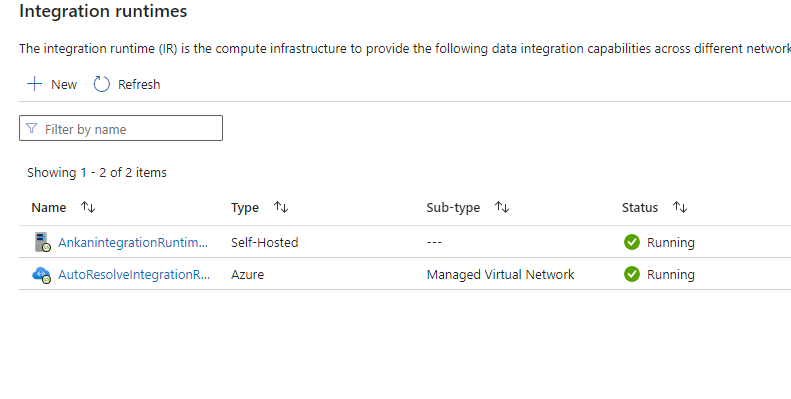 Integration runtimes
The integration runtime (IR) is the compute infrastructure to provide the following data integration capabilities across different network
New Refresh
Filter by name
Showing 1 - 2 of 2 items
Name Type Sub-type Status
AnkanintegrationRuntim... Self-Hosted --- Running
AutoResolveIntegrationR... Azure Managed Virtual Network Running